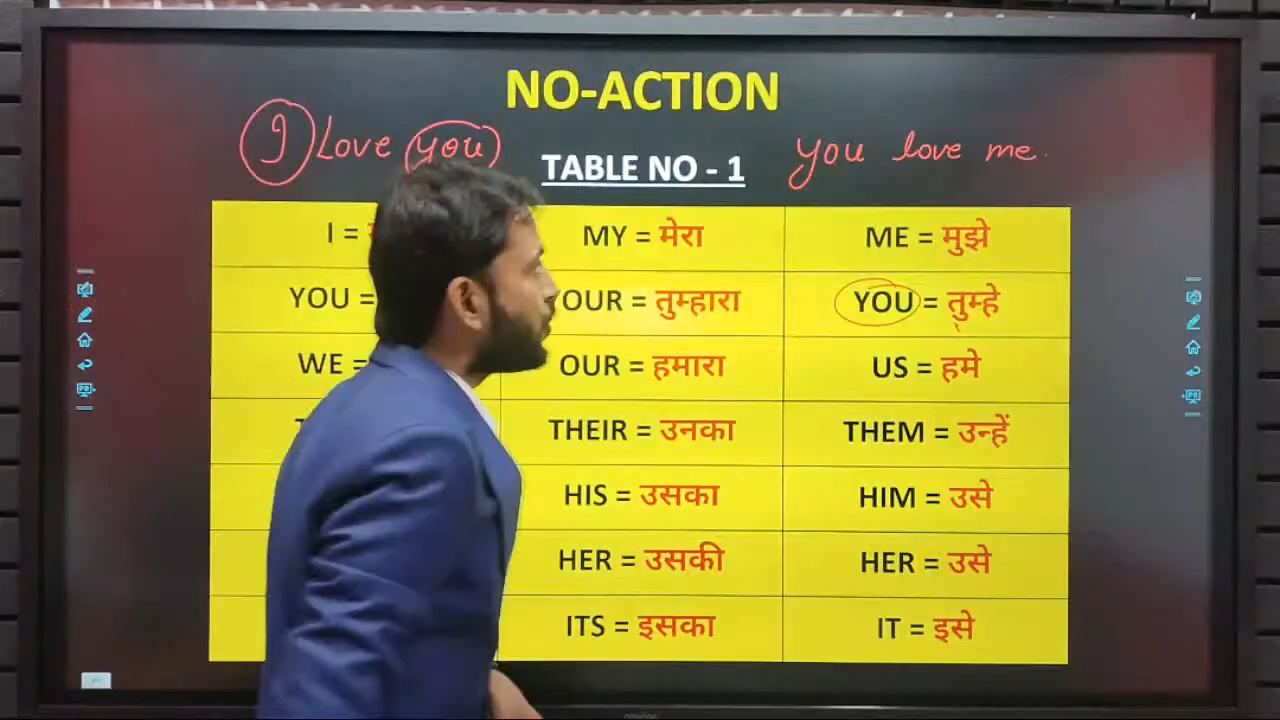 NO-ACTION
I Love you
you love me.
TABLE NO - 1
I = MY = मेरा ME = मुझे
YOU = YOUR = तुम्हारा YOU = तुम्हे
WE = OUR = हमारा US = हमे
THEIR = उनका THEM = उन्हें
HIS = उसका HIM = उसे
HER = उसकी HER = उसे
ITS = इसका IT = इसे